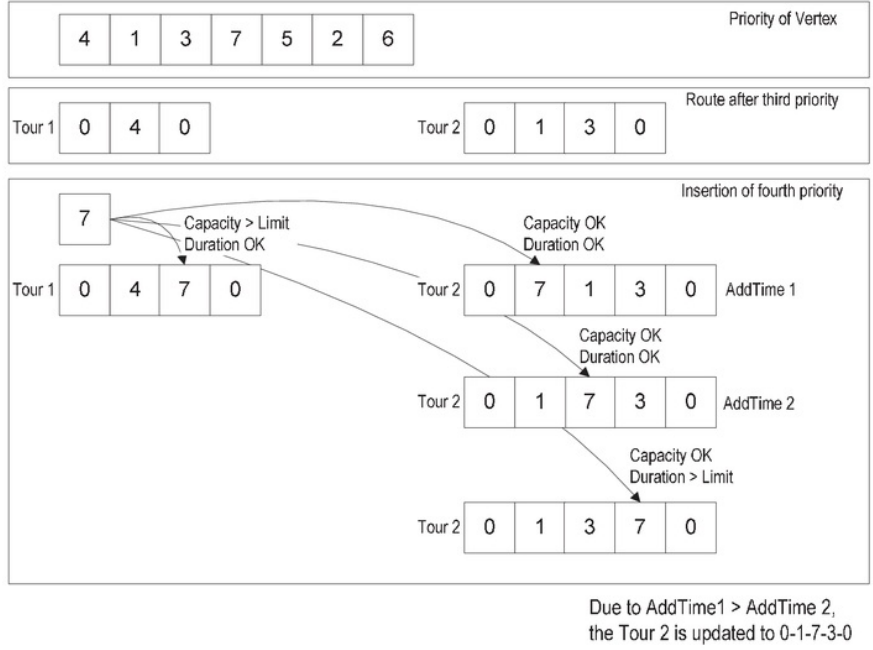 Priority of Vertex
4 1 3 7 5 2 6
Route after third priority
Tour 1 0 4 0 Tour 2 0 1 3 0
Insertion of fourth priority
7
Capacity > Limit
Duration OK
Capacity OK
Duration OK
Tour 1 0 4 7 0 Tour 2 0 7 1 3 0 AddTime 1
Capacity OK
Duration OK
Tour 2 0 1 7 3 0 AddTime 2
Capacity OK
Duration > Limit
Tour 2 0 1 3 7 0
Due to AddTime1 > AddTime 2,
the Tour 2 is updated to 0-1-7-3-0